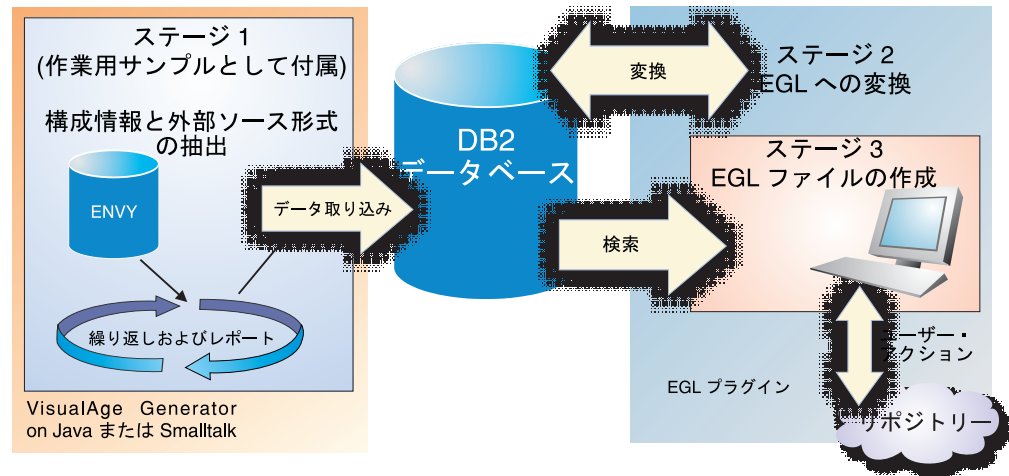 ステージ 1
(作業用サンプルとして付属)
構成情報と外部ソース形式
の抽出
ENVY
データ取り込み
繰り返しおよびレポート
VisualAge Generator
on Java または Smalltalk
DB2
データベース
変換
ステージ 2
EGL への変換
ステージ 3
EGL ファイルの作成
検索
ユーザー・
アクション
EGL プラグイン
リポジトリー